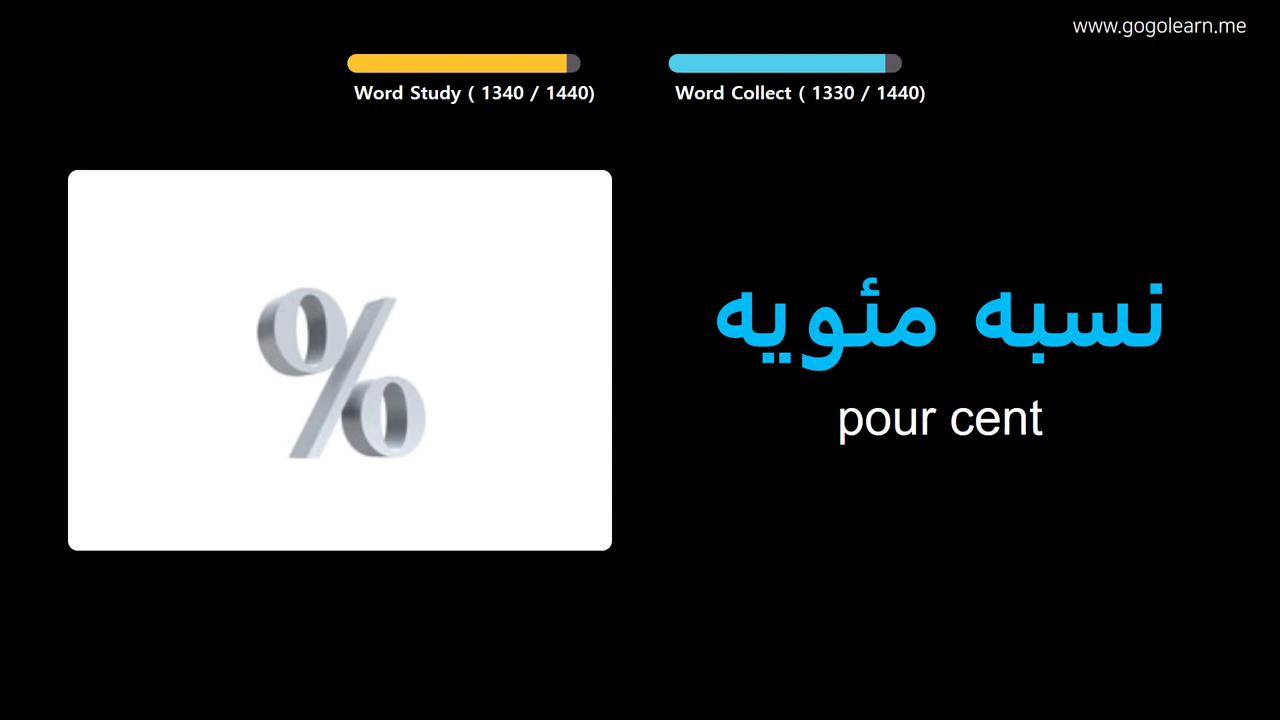 www.gogolearn.me
Word Study ( 1340 / 1440)
Word Collect ( 1330 / 1440)
%
نسبه مئويه
pour cent